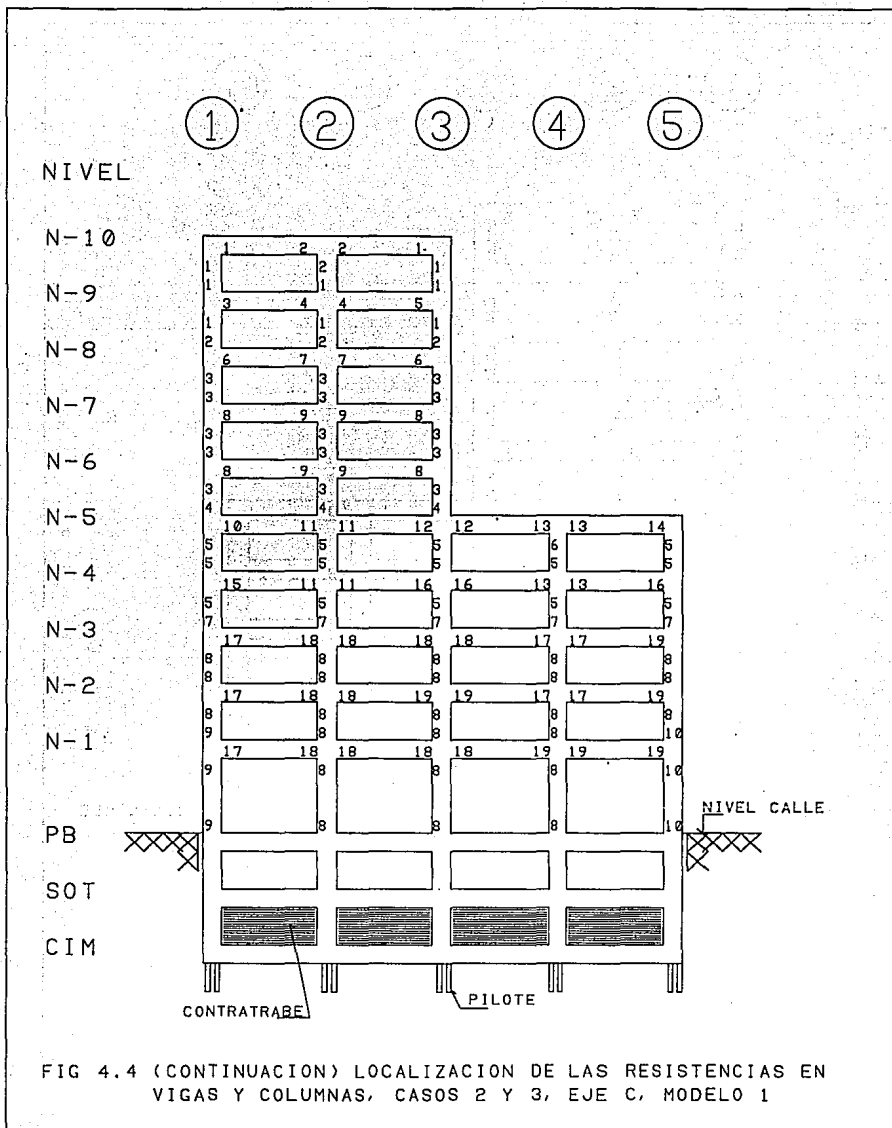 1 2 3 4 5
NIVEL
N-10
1 2 2 1
1 2 1
1 1 1
N-9
3 4 4 5
1 1 1
2 2 2
N-8
6 7 7 6
3 3 3
3 3 3
N-7
8 9 9 8
3 3 3
3 3 3
N-6
8 9 9 8
3 3 3
4 4 4
N-5
10 11 11 12 12 13 13 14
5 5 5 6 5
5 5 5 5 5
N-4
15 11 11 16 16 13 13 16
5 5 5 5 5
7 7 7 7 7
N-3
17 18 18 18 18 17 17 19
8 8 8 8 8
8 8 8 8 8
N-2
17 18 18 19 19 17 17 19
8 8 8 8 8
9 8 8 8 10
N-1
17 18 18 18 18 19 19 19
9 8 8 8 10
NIVEL CALLE
9 8 8 8 10
PB
SOT
CIM
CONTRATRABE
PILOTE
FIG 4.4 (CONTINUACION) LOCALIZACION DE LAS RESISTENCIAS EN
VIGAS Y COLUMNAS, CASOS 2 Y 3, EJE C, MODELO 1